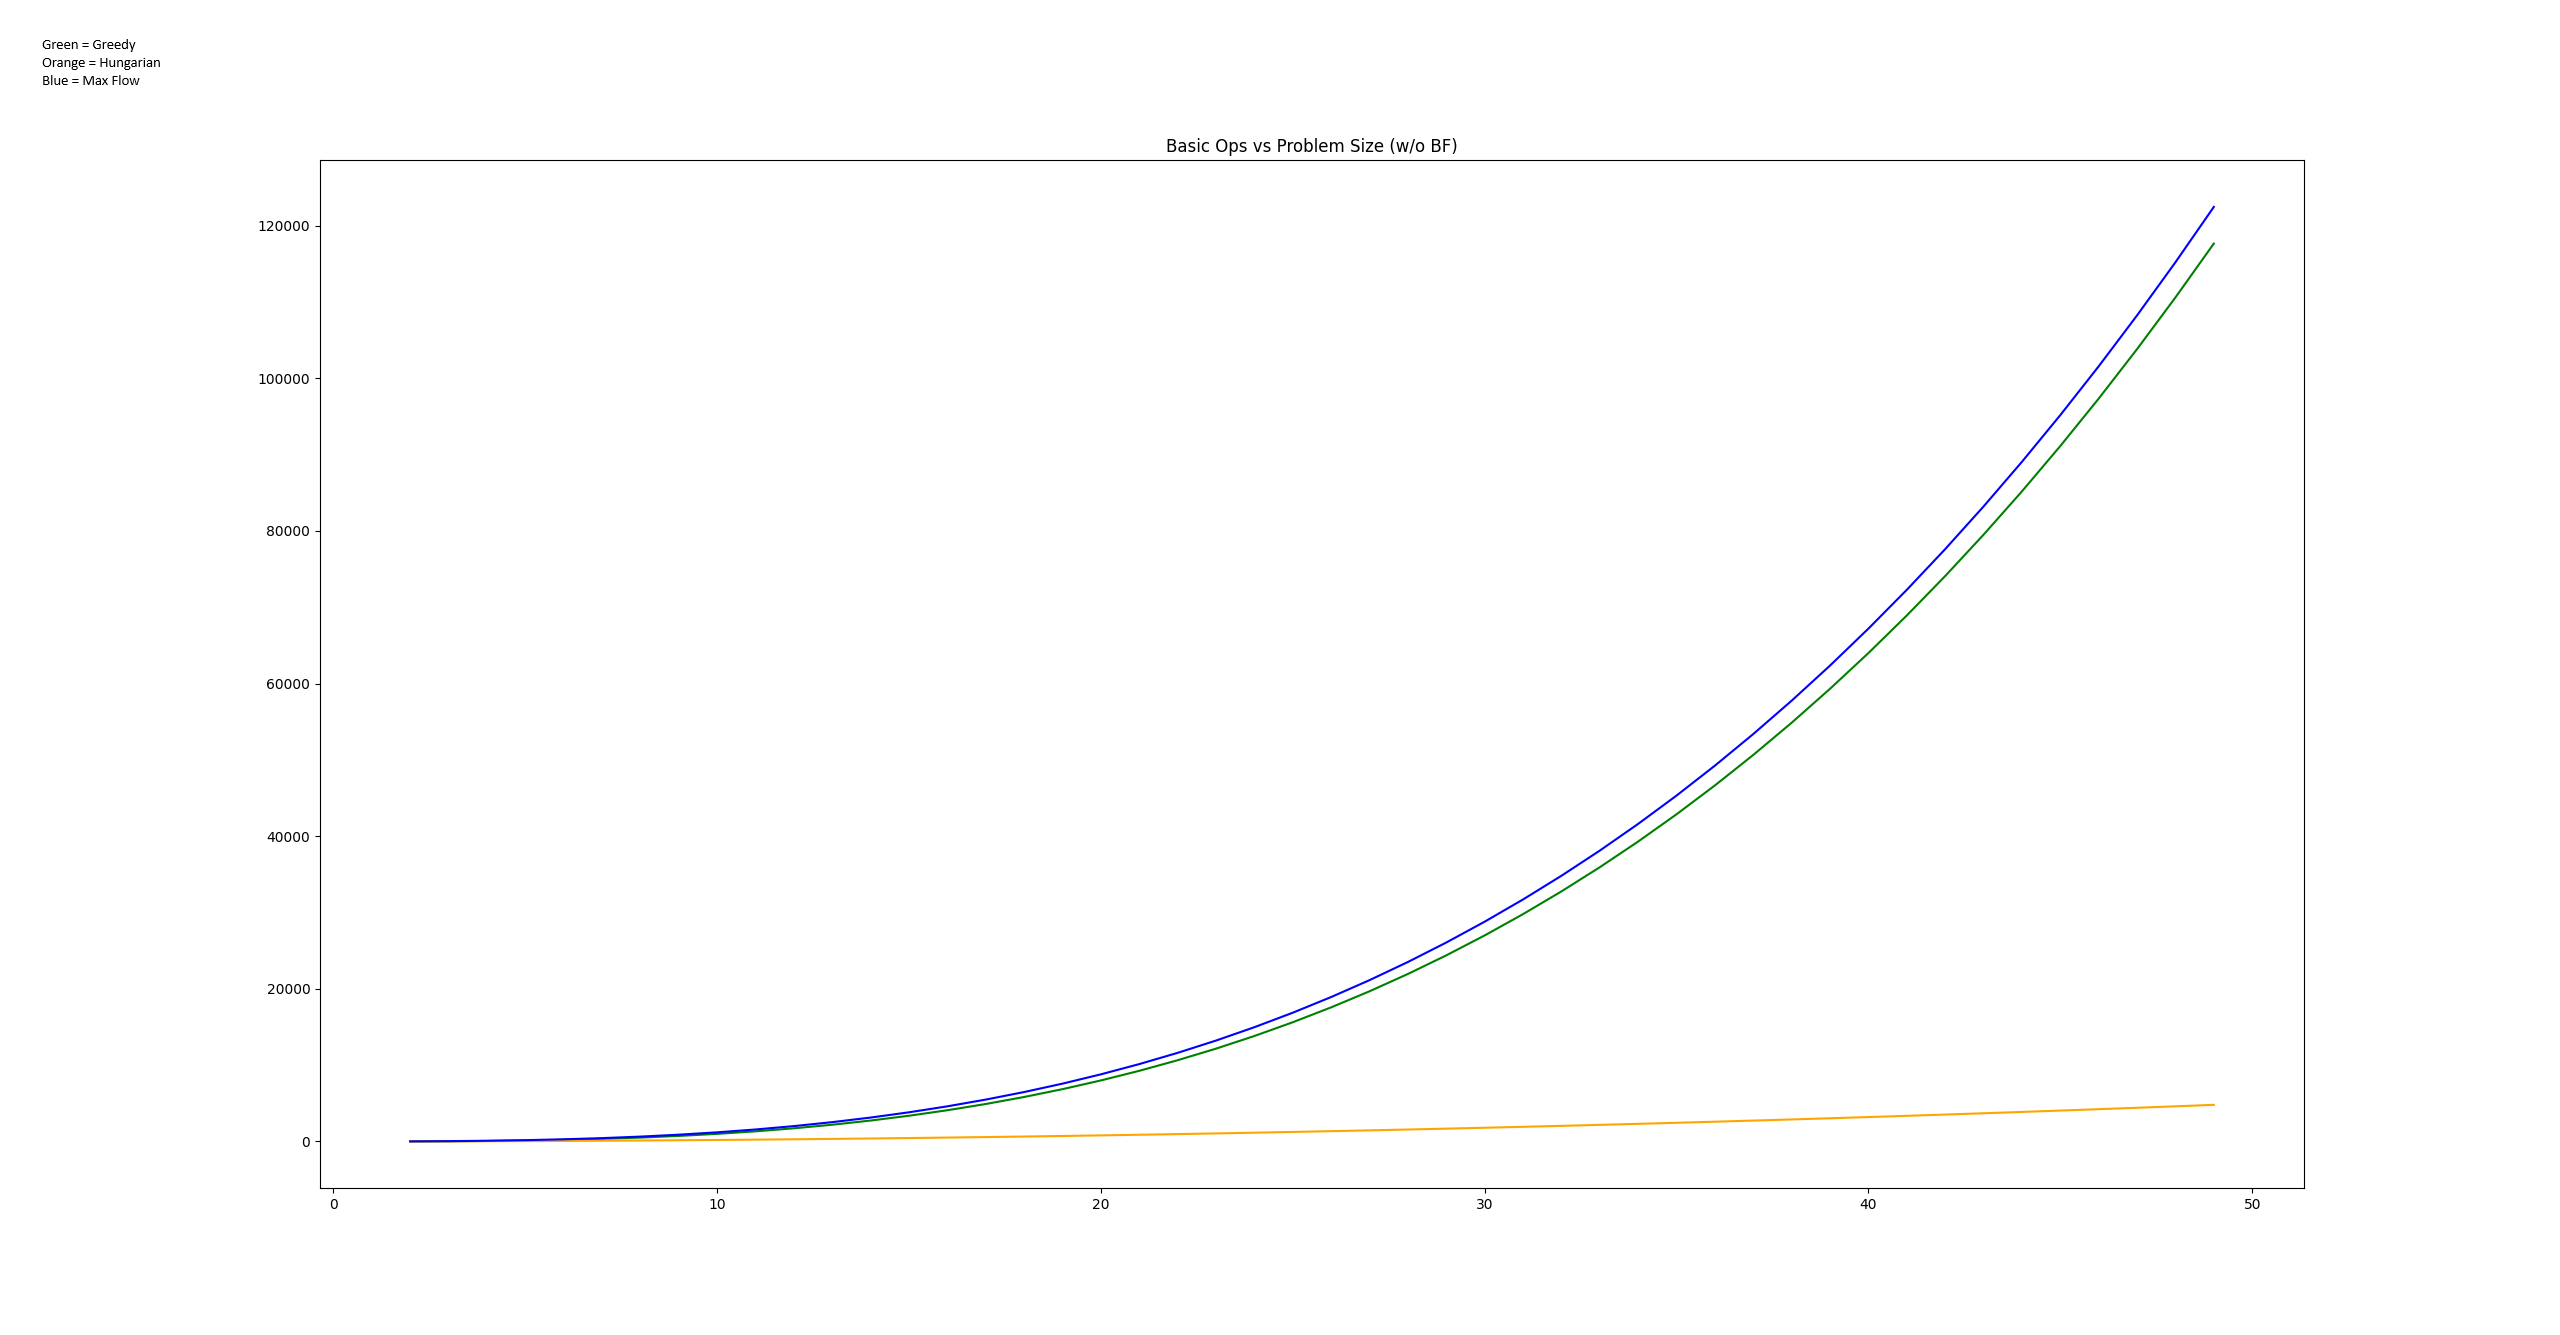 Green = Greedy
Orange = Hungarian
Blue = Max Flow
Basic Ops vs Problem Size (w/o BF)
120000
100000
80000
60000
40000
20000
0
0 10 20 30 40 50